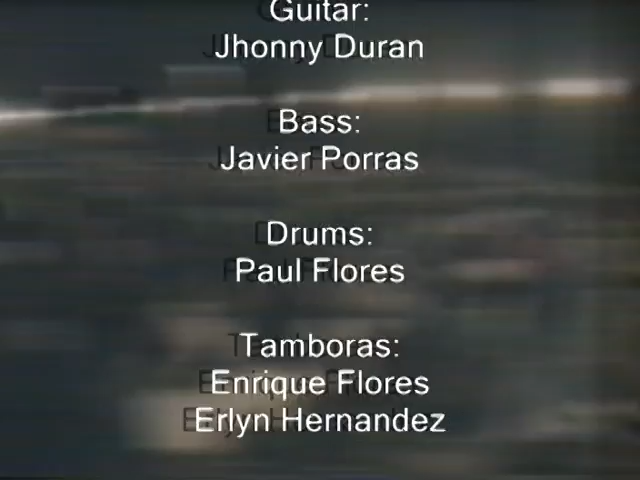 Guitar:
Jhonny Duran
Bass:
Javier Porras
Drums:
Paul Flores
Tamboras:
Enrique Flores
Erlyn Hernandez